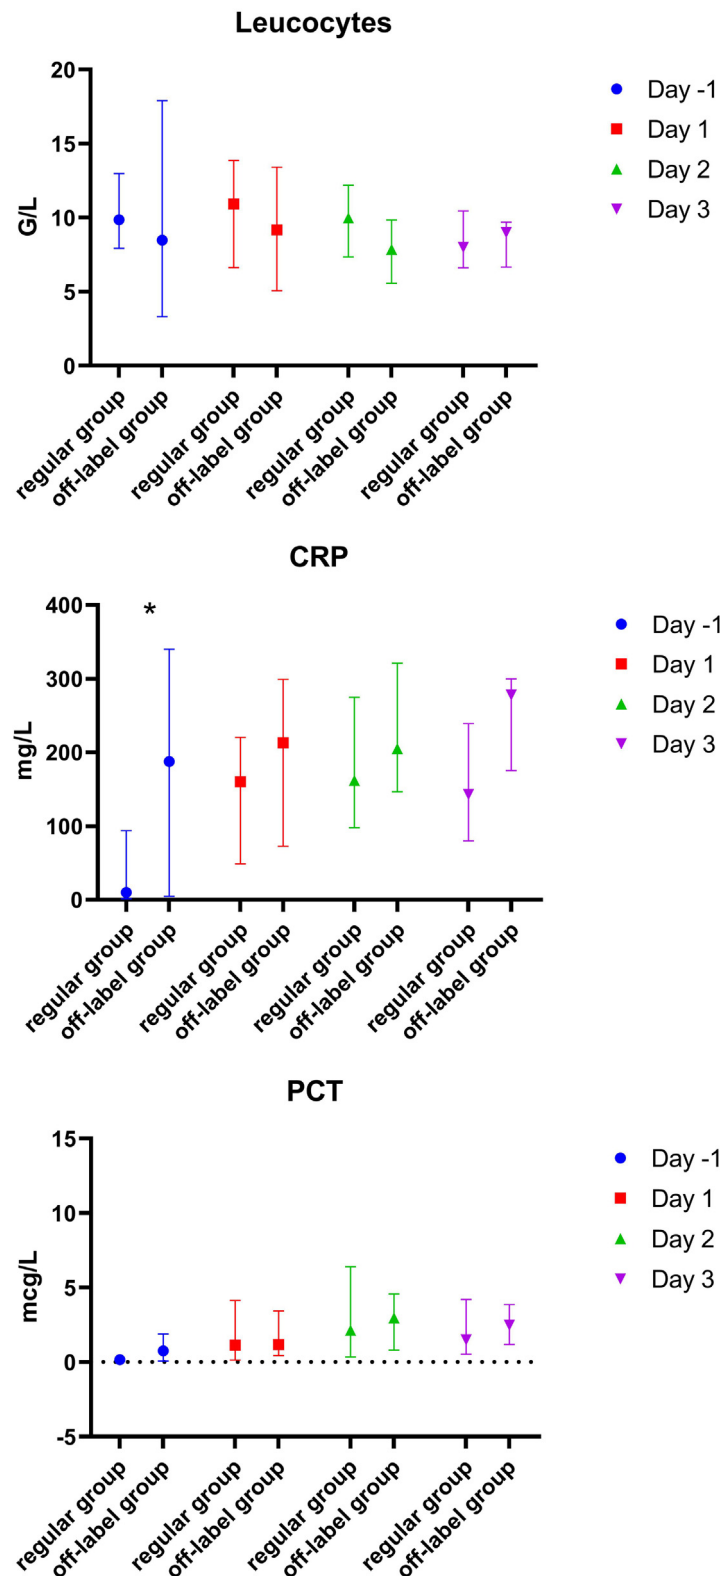 Leucocytes
20
15
10
5
0
G/L
regular group
off-label group
regular group
off-label group
regular group
off-label group
regular group
off-label group
Day -1
Day 1
Day 2
Day 3
CRP
*
400
300
200
100
0
mg/L
regular group
off-label group
regular group
off-label group
regular group
off-label group
regular group
off-label group
Day -1
Day 1
Day 2
Day 3
PCT
15
10
5
0
-5
mcg/L
regular group
off-label group
regular group
off-label group
regular group
off-label group
regular group
off-label group
Day -1
Day 1
Day 2
Day 3